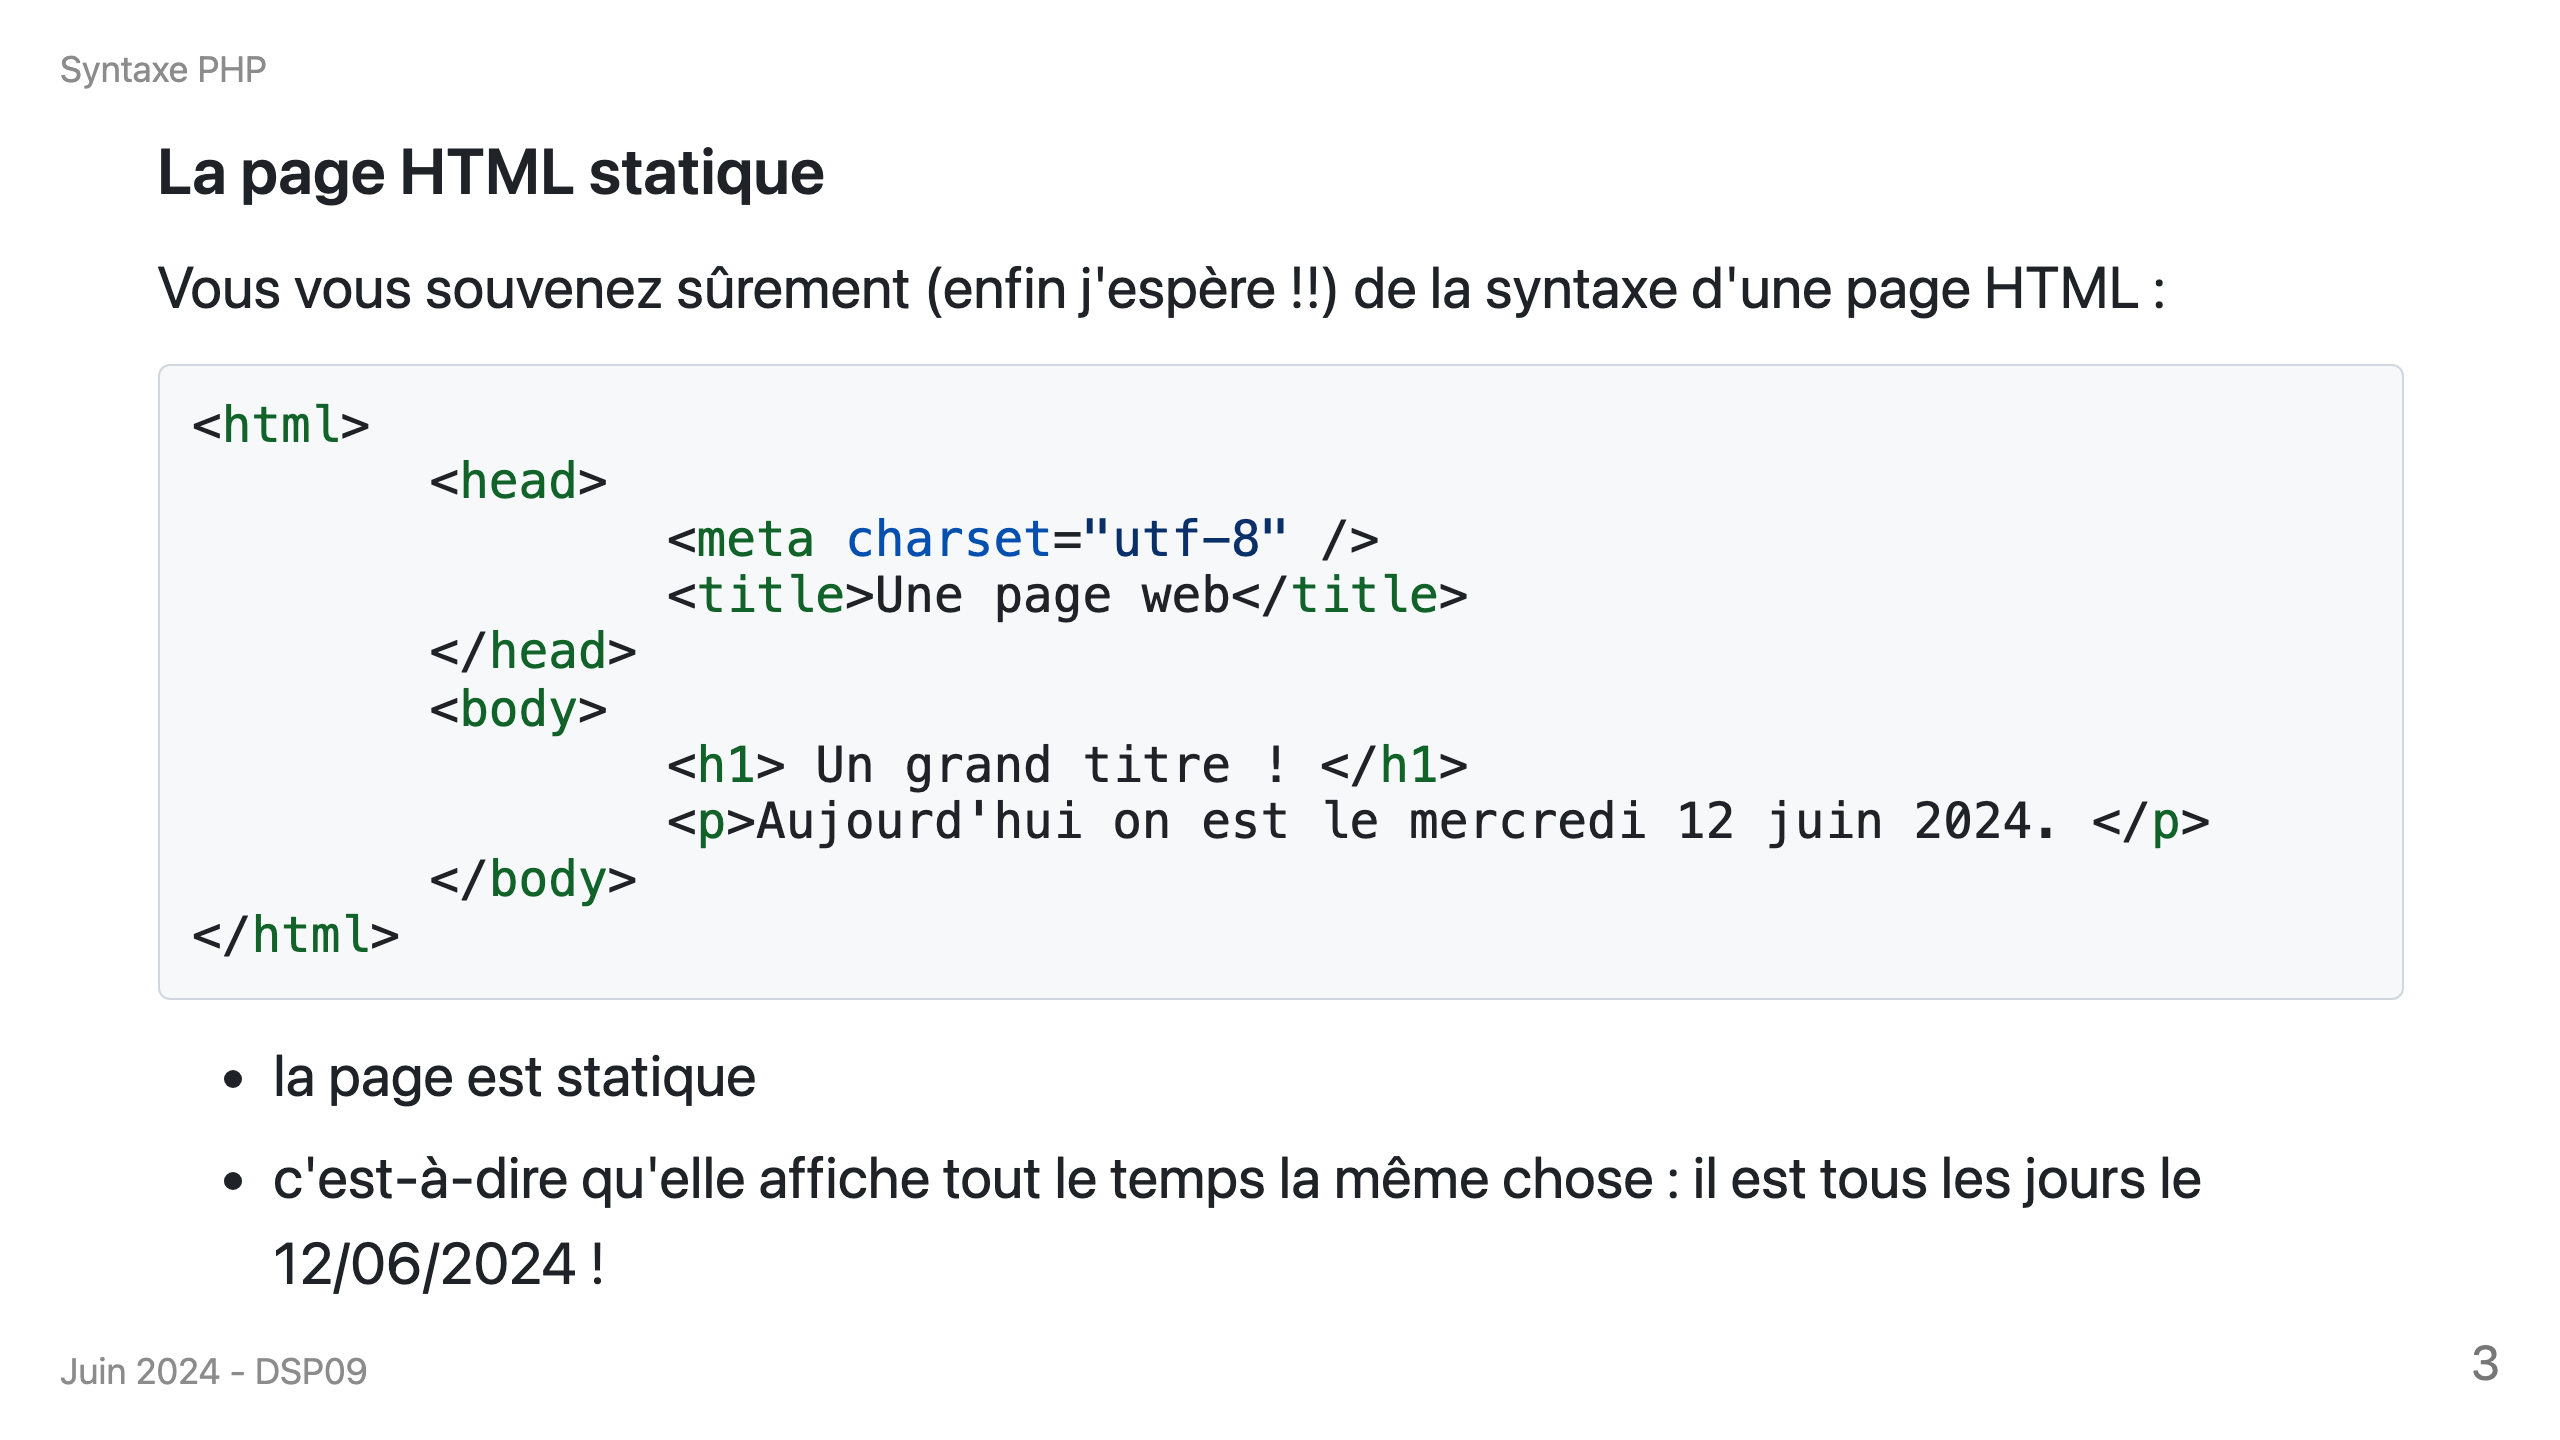 Syntaxe PHP
La page HTML statique
Vous vous souvenez sûrement (enfin j'espère !!) de la syntaxe d'une page HTML :
<html>
        <head>
                <meta charset="utf-8" />
                <title>Une page web</title>
        </head>
        <body>
                <h1> Un grand titre ! </h1>
                <p>Aujourd'hui on est le mercredi 12 juin 2024. </p>
        </body>
</html>
• la page est statique
• c'est-à-dire qu'elle affiche tout le temps la même chose : il est tous les jours le
12/06/2024 !
Juin 2024 - DSP09
3